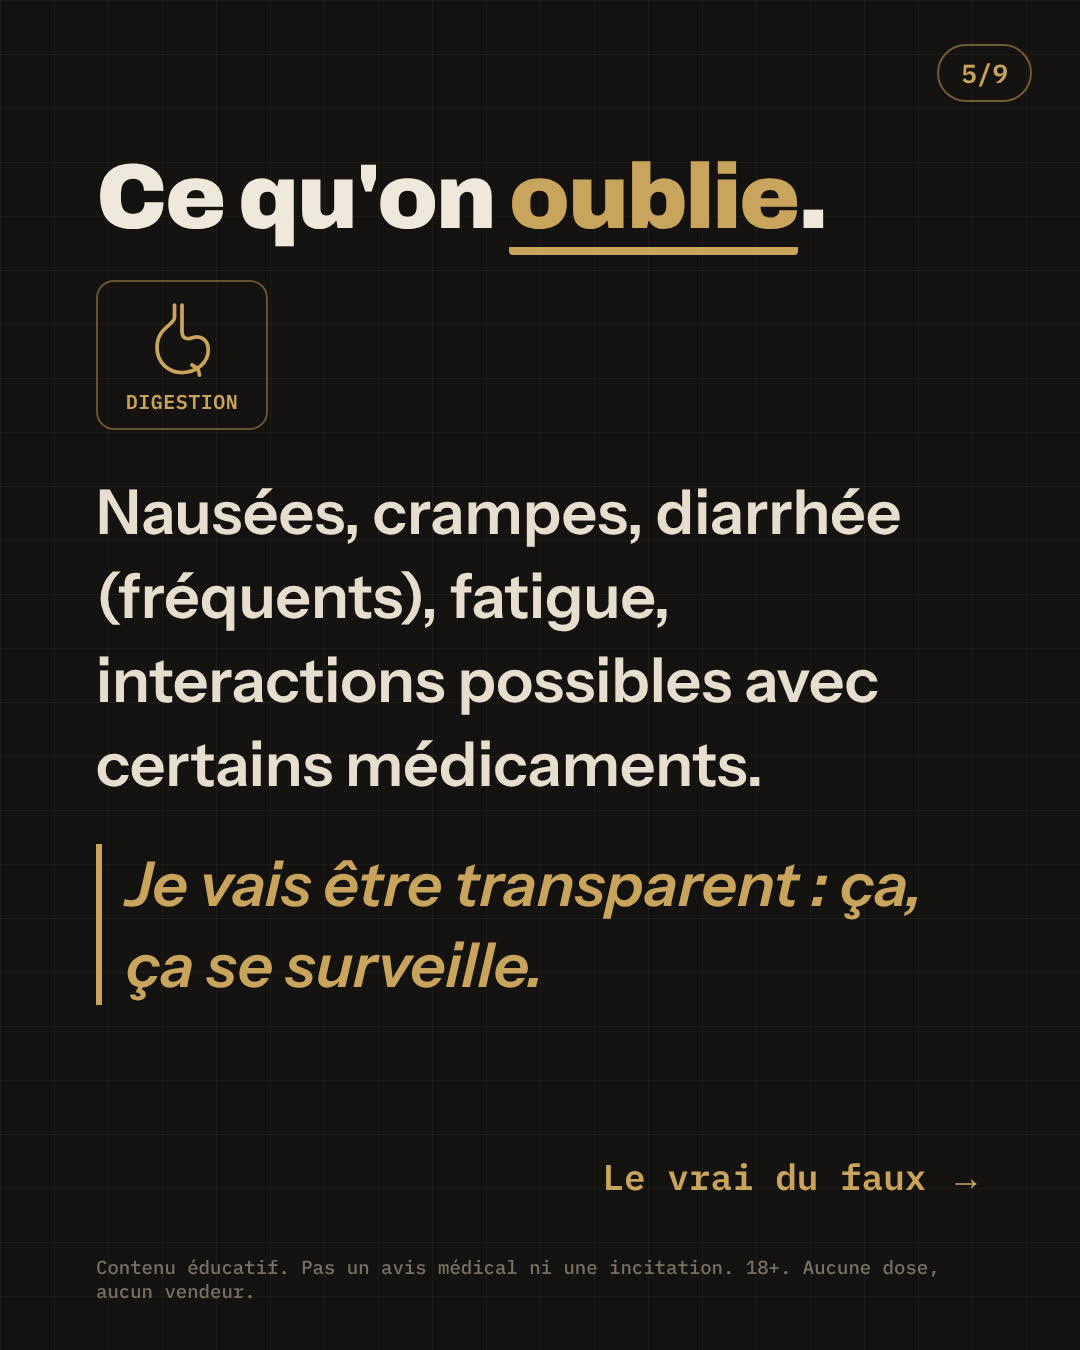 5/9
Ce qu'on oublie.
DIGESTION
Nausées, crampes, diarrhée
(fréquents), fatigue,
interactions possibles avec
certains médicaments.
Je vais être transparent : ça,
ça se surveille.
Le vrai du faux →
Contenu éducatif. Pas un avis médical ni une incitation. 18+. Aucune dose,
aucun vendeur.